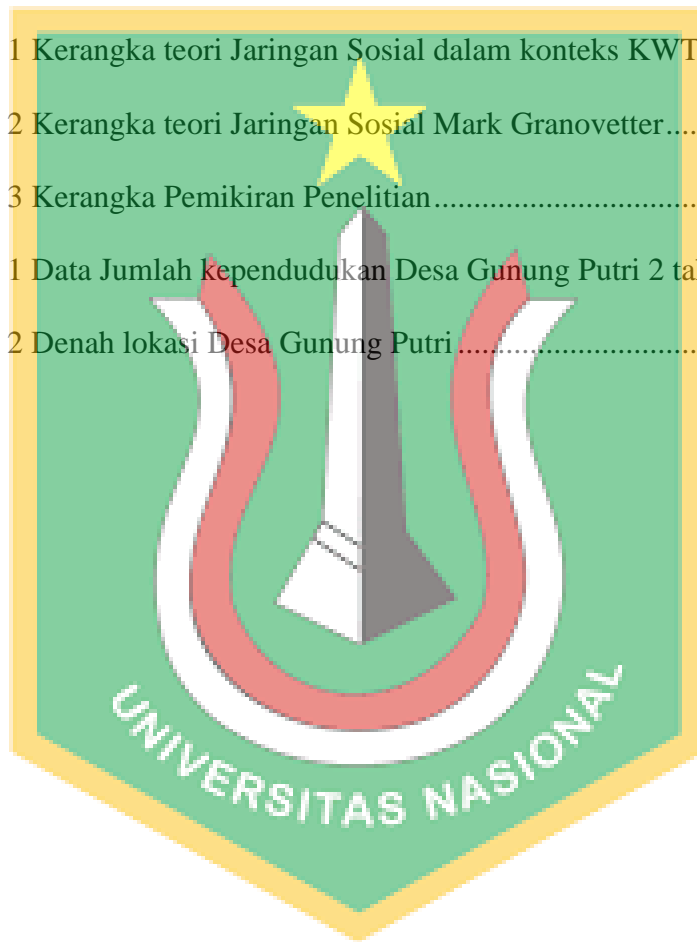 1 Kerangka teori Jaringan Sosial dalam konteks KWT
2 Kerangka teori Jaringan Sosial Mark Granovetter....
3 Kerangka Pemikiran Penelitian.................................
1 Data Jumlah kependudukan Desa Gunung Putri 2 ta
2 Denah lokasi Desa Gunung Putri..............................
UNIVERSITAS NASIONAL